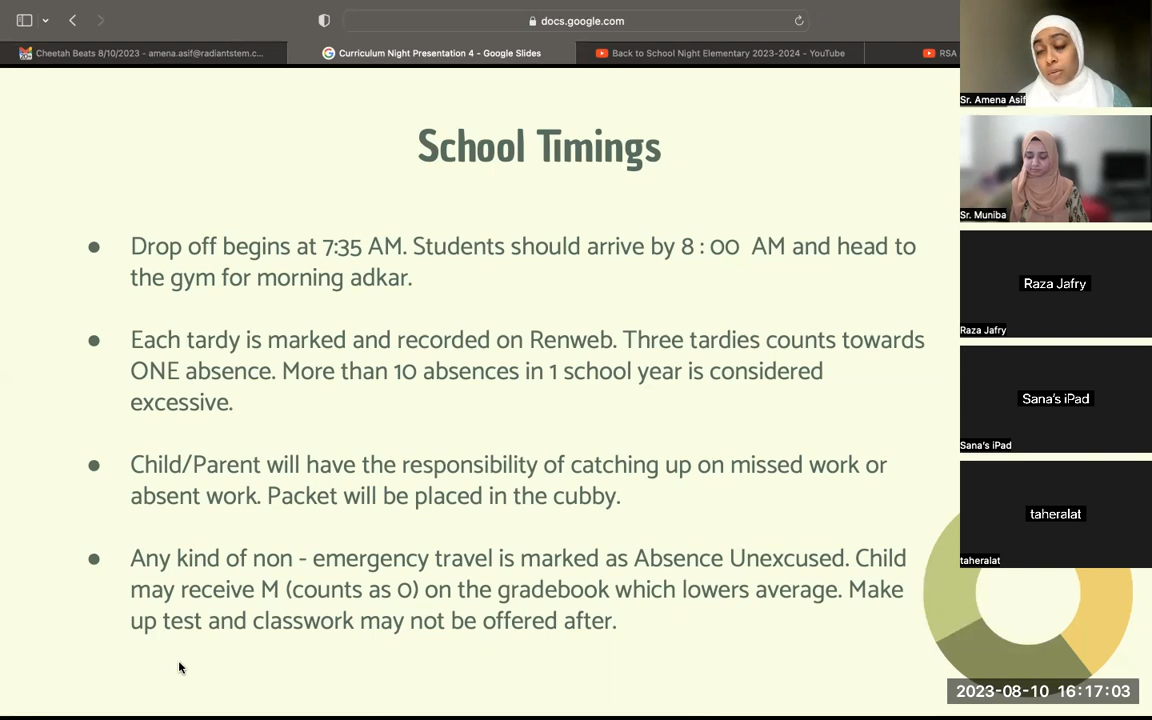 docs.google.com
Cheetah Beats 8/10/2023 - amena.asif@radiantstem.c...
Curriculum Night Presentation 4 - Google Slides
Back to School Night Elementary 2023-2024 - YouTube
RSA
School Timings
● Drop off begins at 7:35 AM. Students should arrive by 8 : 00 AM and head to
the gym for morning adkar.
● Each tardy is marked and recorded on Renweb. Three tardies counts towards
ONE absence. More than 10 absences in 1 school year is considered
excessive.
● Child/Parent will have the responsibility of catching up on missed work or
absent work. Packet will be placed in the cubby.
● Any kind of non - emergency travel is marked as Absence Unexcused. Child
may receive M (counts as 0) on the gradebook which lowers average. Make
up test and classwork may not be offered after.
Sr. Amena Asif
Sr. Muniba
Raza Jafry
Raza Jafry
Sana's iPad
Sana's iPad
taheralat
taheralat
2023-08-10 16:17:03